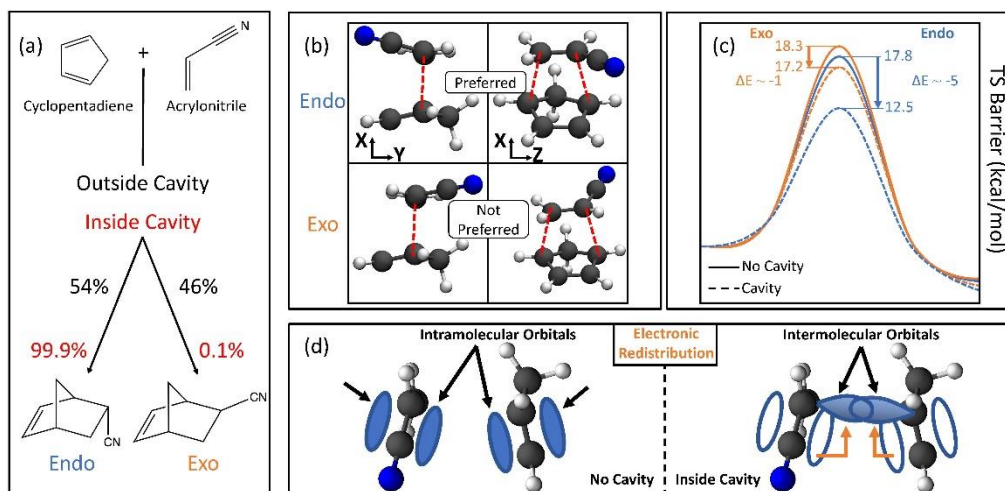 (a)
+
N
Cyclopentadiene Acrylonitrile
Outside Cavity
Inside Cavity
54% 46%
99.9% 0.1%
CN CN
Endo Exo
(b)
Endo
Preferred
X X
Y Z
Exo
Not
Preferred
(c)
Exo Endo
18.3 17.8
17.2
ΔE ~ -1 ΔE ~ -5
12.5
No Cavity
Cavity
TS Barrier (kcal/mol)
(d)
Intramolecular Orbitals Electronic Intermolecular Orbitals
Redistribution
No Cavity Inside Cavity